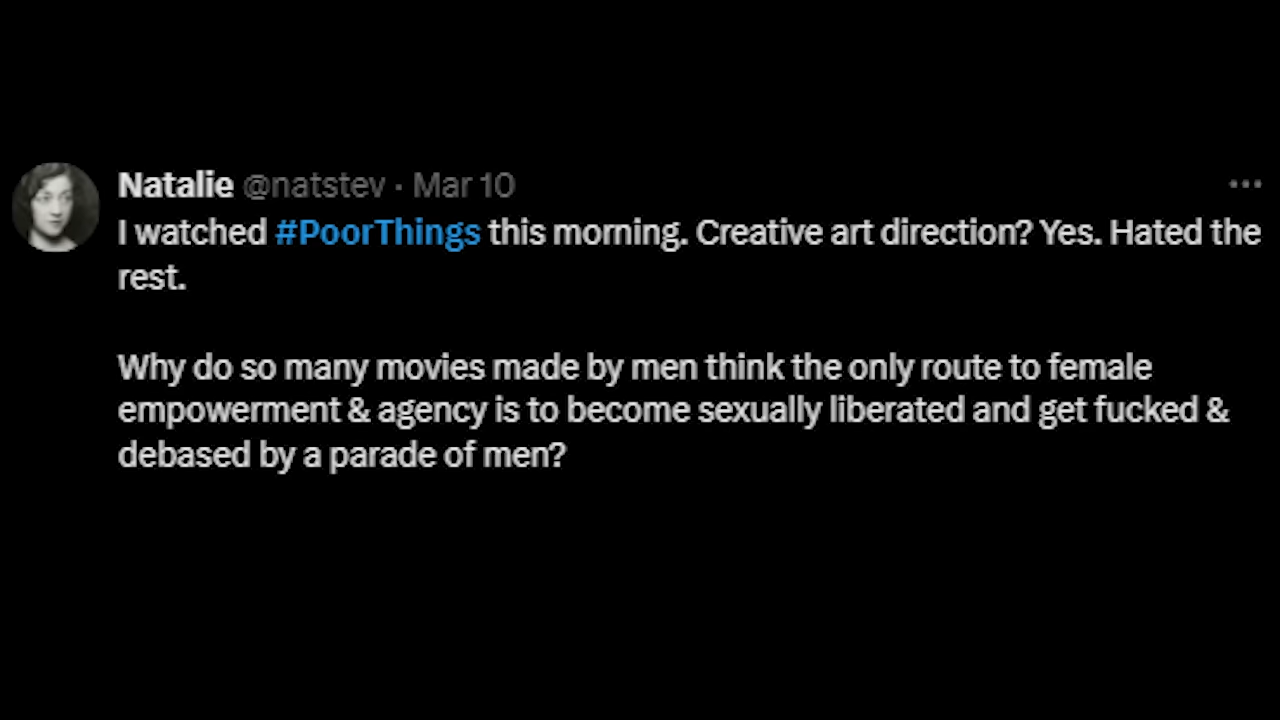 Natalie @natstev · Mar 10
I watched #PoorThings this morning. Creative art direction? Yes. Hated the
rest.
Why do so many movies made by men think the only route to female
empowerment & agency is to become sexually liberated and get fucked &
debased by a parade of men?